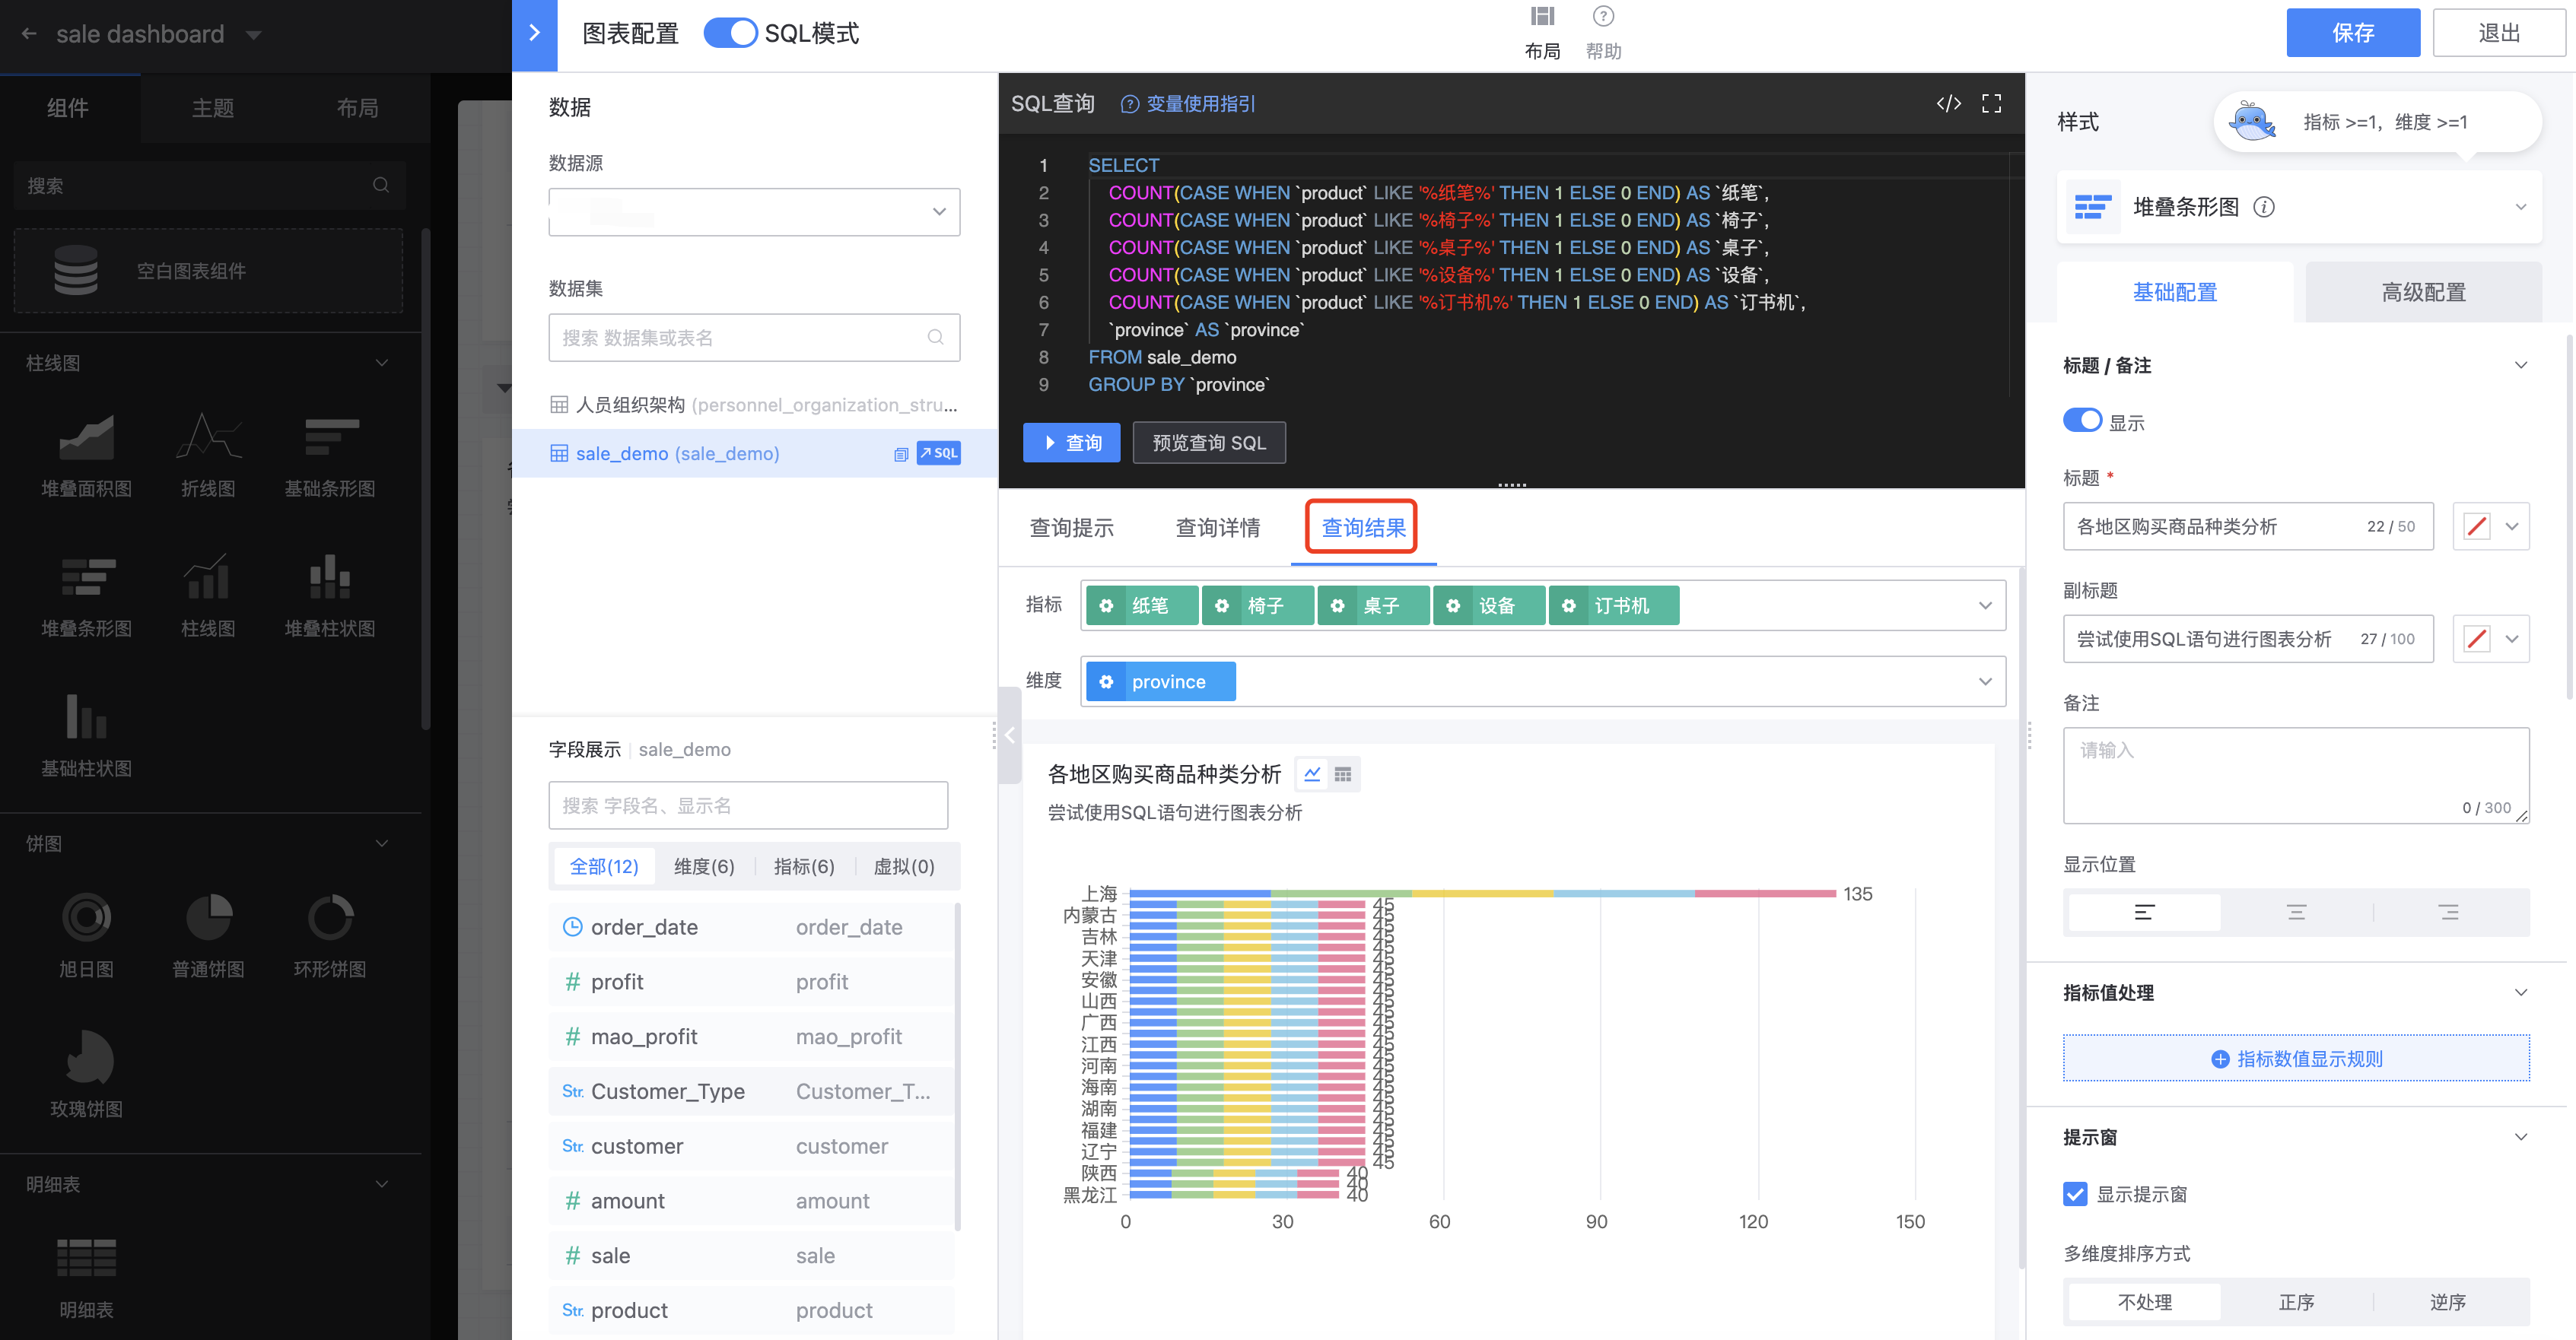 sale dashboard
图表配置
SQL模式
布局
帮助
保存
退出
组件
主题
布局
搜索
空白图表组件
柱线图
堆叠面积图
折线图
基础条形图
堆叠条形图
柱线图
堆叠柱状图
基础柱状图
饼图
旭日图
普通饼图
环形饼图
玫瑰饼图
明细表
明细表
数据
数据源
数据集
搜索 数据集或表名
人员组织架构 (personnel_organization_stru...
sale_demo (sale_demo)
SQL
字段展示 sale_demo
搜索 字段名、显示名
全部(12) 维度(6) 指标(6) 虚拟(0)
order_date order_date
profit profit
mao_profit mao_profit
Str. Customer_Type Customer_T...
Str. customer customer
amount amount
sale sale
Str. product product
SQL查询 变量使用指引
1 SELECT
2 COUNT(CASE WHEN `product` LIKE '%纸笔%' THEN 1 ELSE 0 END) AS `纸笔`,
3 COUNT(CASE WHEN `product` LIKE '%椅子%' THEN 1 ELSE 0 END) AS `椅子`,
4 COUNT(CASE WHEN `product` LIKE '%桌子%' THEN 1 ELSE 0 END) AS `桌子`,
5 COUNT(CASE WHEN `product` LIKE '%设备%' THEN 1 ELSE 0 END) AS `设备`,
6 COUNT(CASE WHEN `product` LIKE '%订书机%' THEN 1 ELSE 0 END) AS `订书机`,
7 `province` AS `province`
8 FROM sale_demo
9 GROUP BY `province`
查询
预览查询 SQL
查询提示
查询详情
查询结果
指标 纸笔 椅子 桌子 设备 订书机
维度 province
各地区购买商品种类分析
尝试使用SQL语句进行图表分析
上海 135
45
内蒙古 45
45
吉林 45
45
天津 45
45
安徽 45
45
山西 45
45
广西 45
45
江西 45
45
河南 45
45
海南 45
45
湖南 45
45
福建 45
45
辽宁 45
45
陕西 40
40
黑龙江 40
0 30 60 90 120 150
样式
指标 >=1，维度 >=1
堆叠条形图
基础配置
高级配置
标题 / 备注
显示
标题 *
各地区购买商品种类分析 22 / 50
副标题
尝试使用SQL语句进行图表分析 27 / 100
备注
请输入
0 / 300
显示位置
指标值处理
指标数值显示规则
提示窗
显示提示窗
多维度排序方式
不处理
正序
逆序